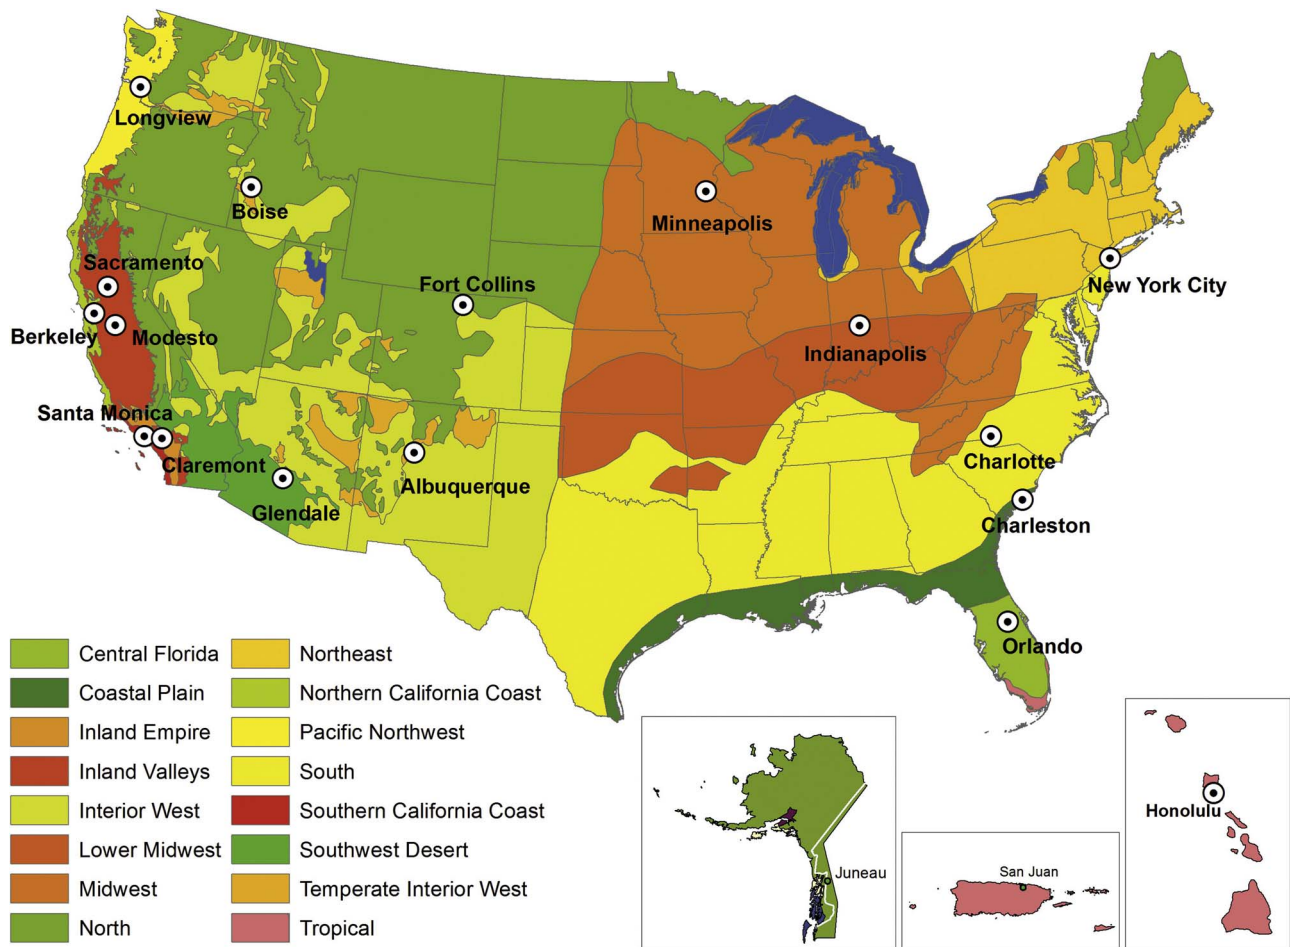 Longview
Boise
Minneapolis
New York City
Sacramento
Fort Collins
Berkeley
Modesto
Indianapolis
Santa Monica
Claremont
Albuquerque
Charlotte
Glendale
Charleston
Orlando
Central Florida
Coastal Plain
Inland Empire
Inland Valleys
Interior West
Lower Midwest
Midwest
North
Northeast
Northern California Coast
Pacific Northwest
South
Southern California Coast
Southwest Desert
Temperate Interior West
Tropical
Juneau
San Juan
Honolulu